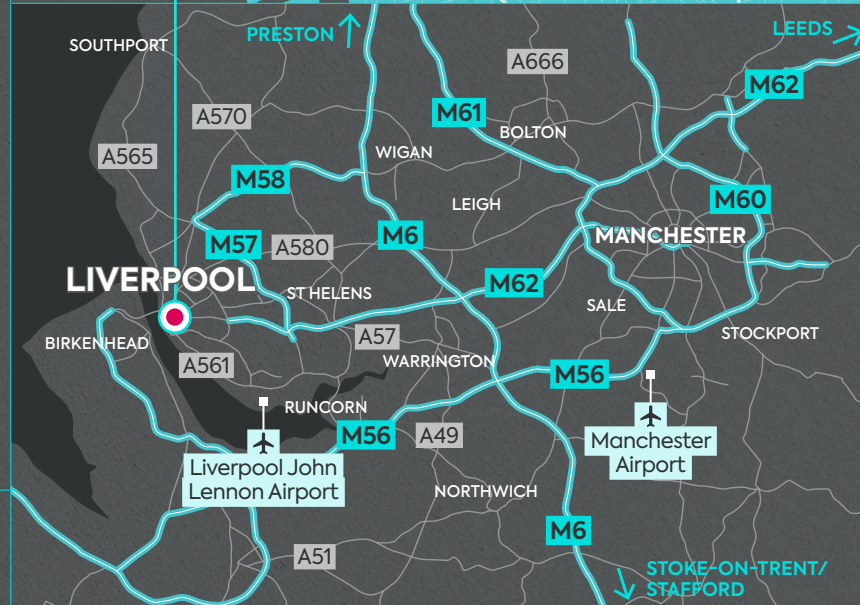 PRESTON
LEEDS
SOUTHPORT
A666
M62
M61
A570
BOLTON
A565
WIGAN
M58
M60
LEIGH
M57
A580
M6
MANCHESTER
LIVERPOOL
M62
ST HELENS
SALE
A57
STOCKPORT
BIRKENHEAD
A561
WARRINGTON
M56
RUNCORN
M56
A49
Manchester
Airport
Liverpool John
Lennon Airport
NORTHWICH
M6
A51
STOKE-ON-TRENT/
STAFFORD